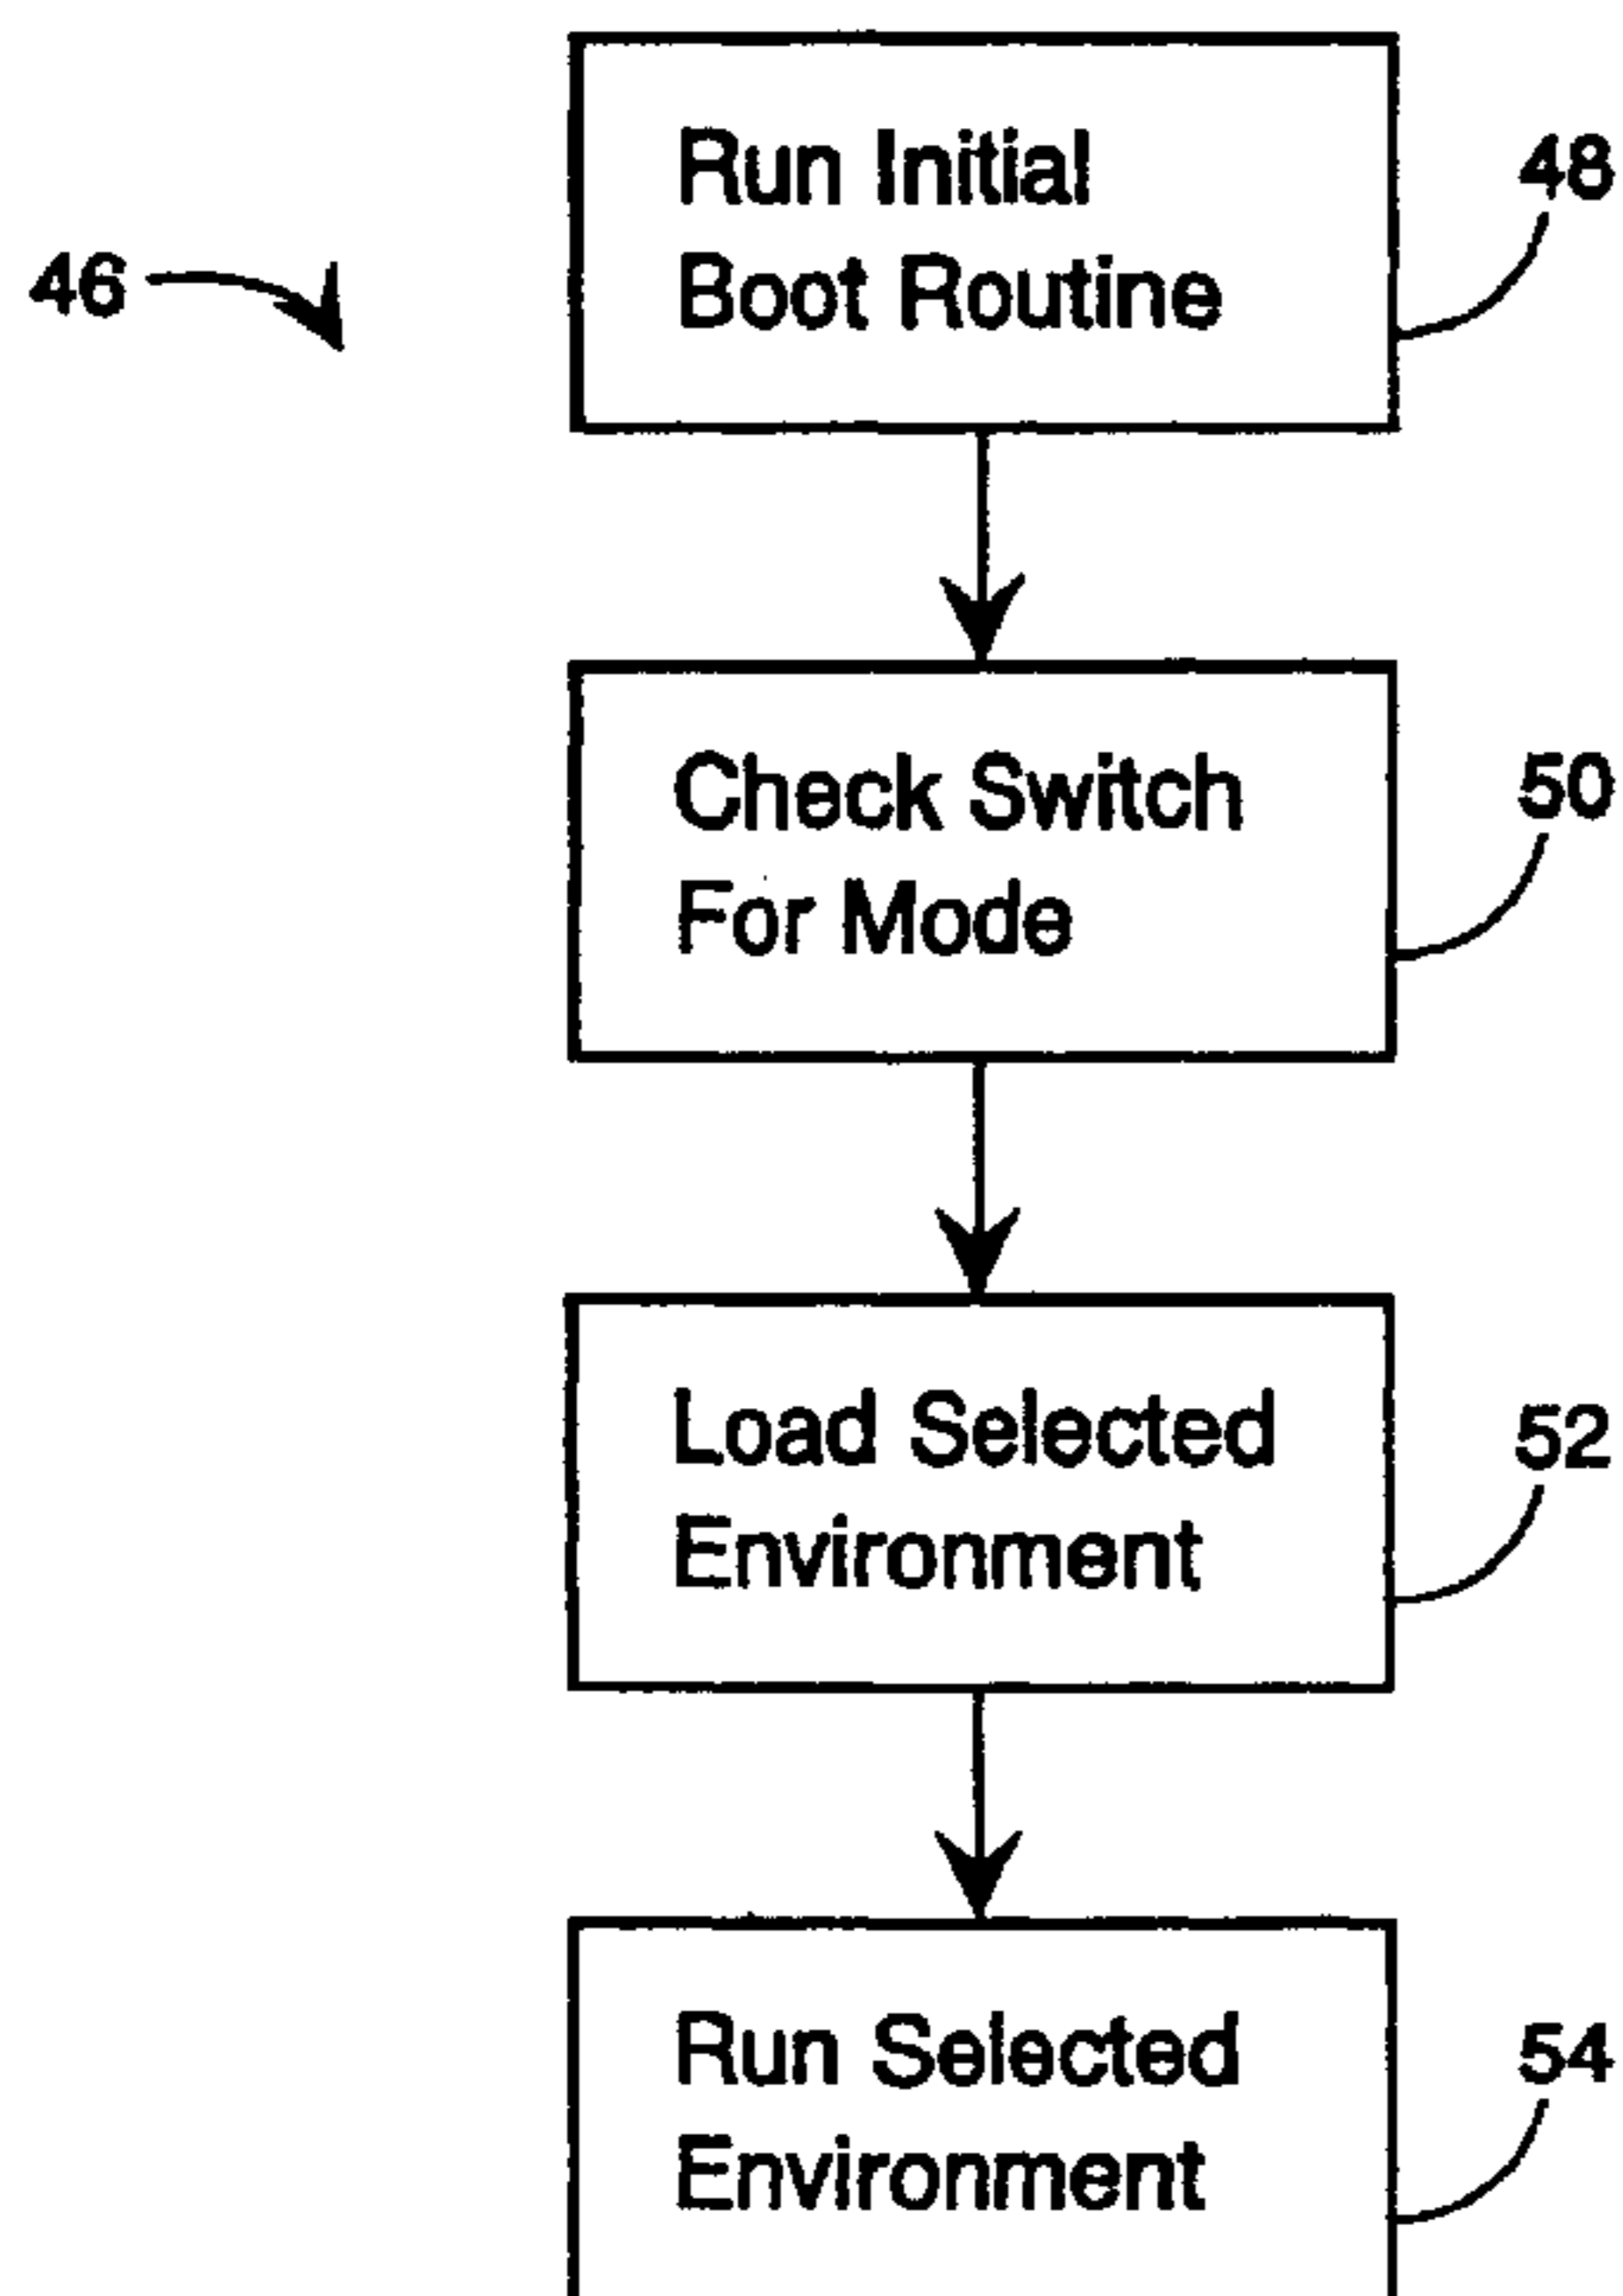 Run Initial
Boot Routine
48
46
Check Switch
For Mode
50
Load Selected
Environment
52
Run Selected
Environment
54